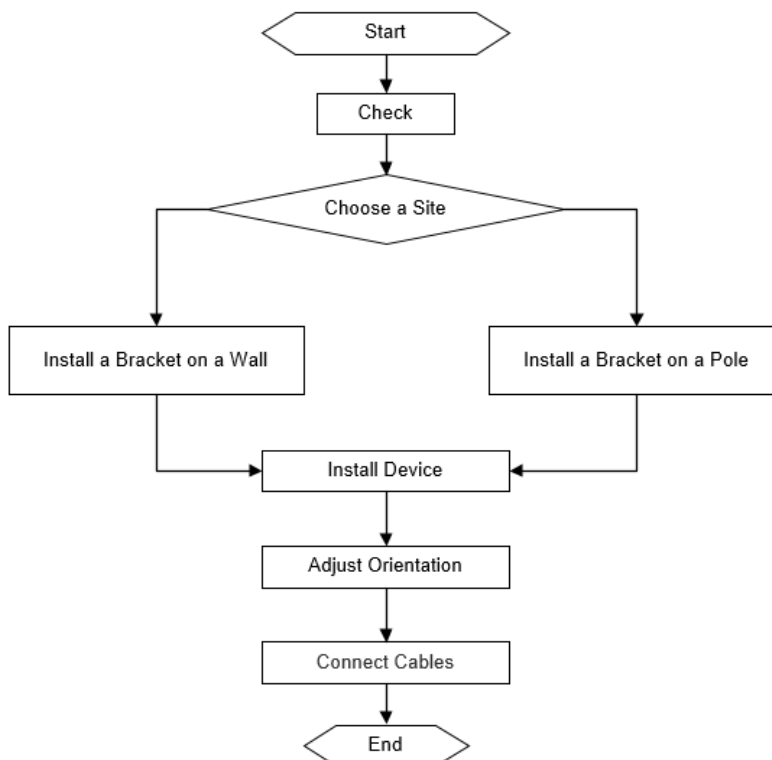 Start
Check
Choose a Site
Install a Bracket on a Wall
Install a Bracket on a Pole
Install Device
Adjust Orientation
Connect Cables
End